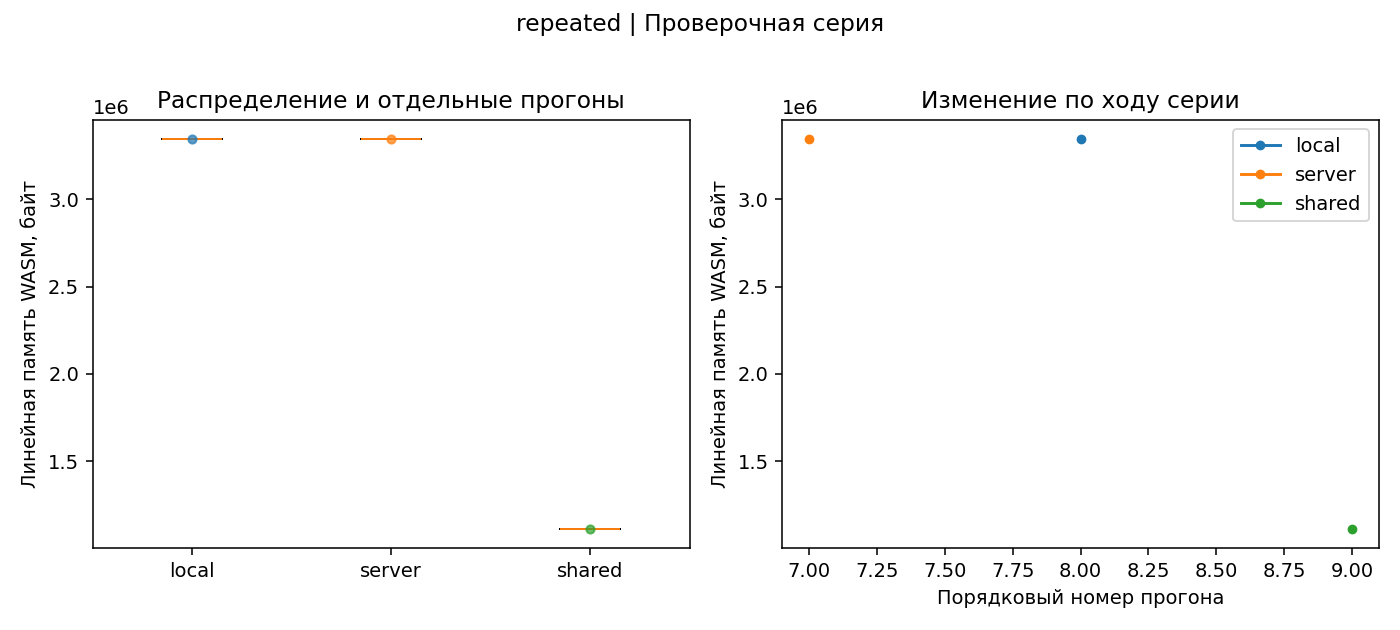 repeated | Проверочная серия
Распределение и отдельные прогоны
1e6
Линейная память WASM, байт
3.0
2.5
2.0
1.5
local server shared
Изменение по ходу серии
1e6
Линейная память WASM, байт
3.0
2.5
2.0
1.5
local
server
shared
7.00 7.25 7.50 7.75 8.00 8.25 8.50 8.75 9.00
Порядковый номер прогона